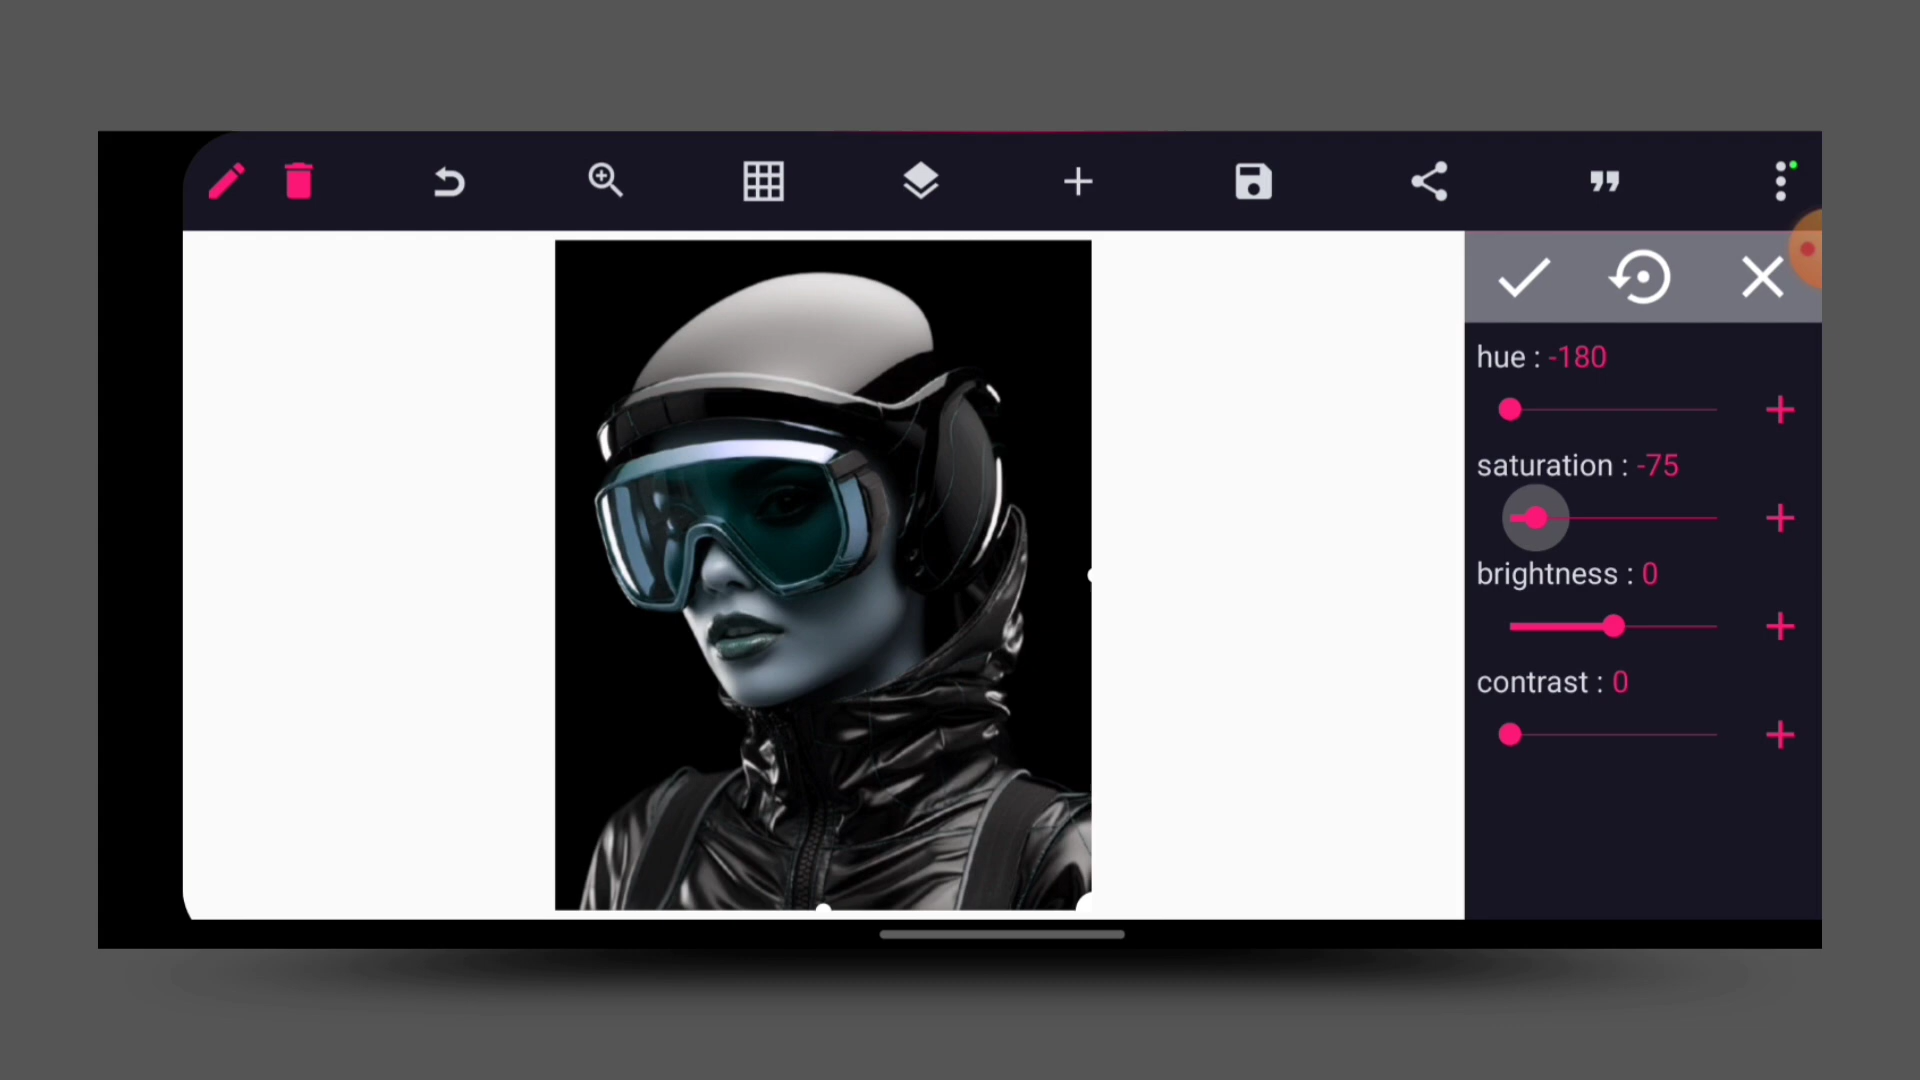 hue : -180
saturation : -75
brightness : 0
contrast : 0